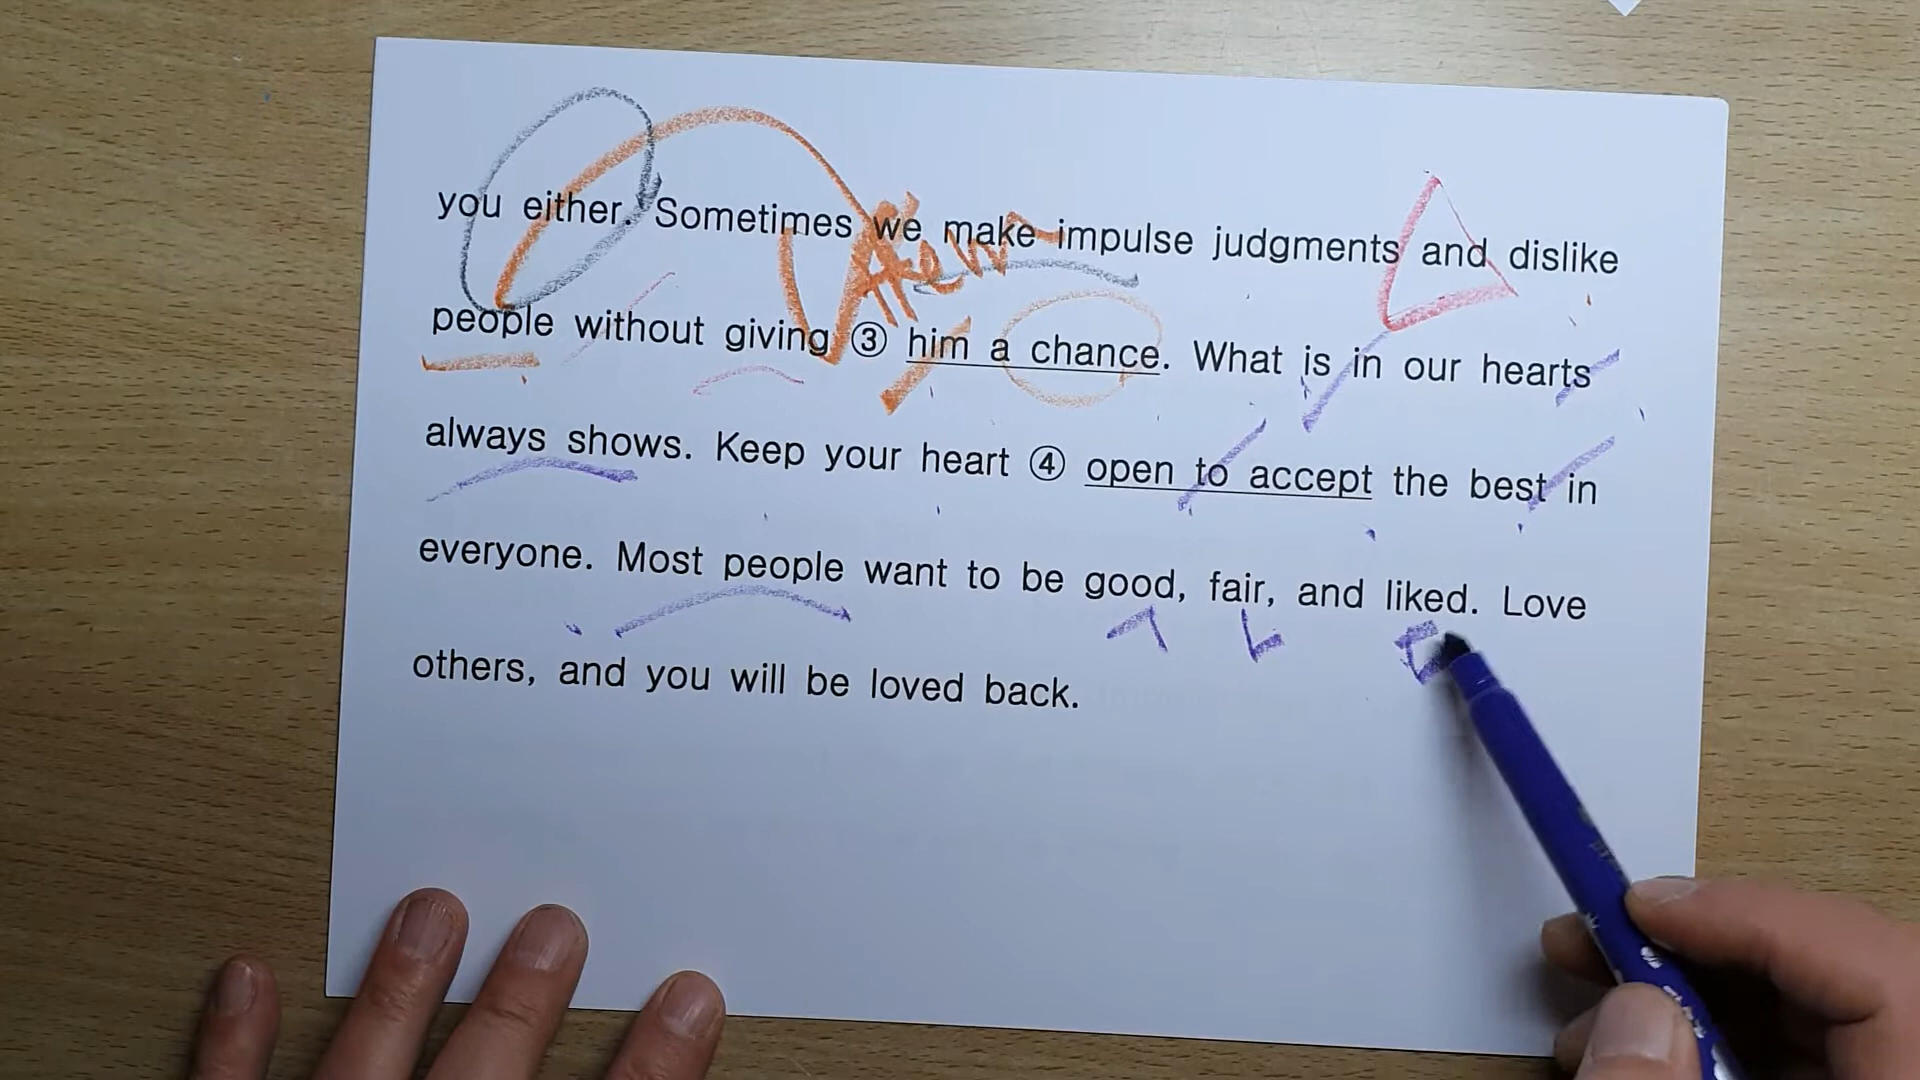 you either. Sometimes we make impulse judgments and dislike
them
people without giving ③ him a chance. What is in our hearts
always shows. Keep your heart ④ open to accept the best in
everyone. Most people want to be good, fair, and liked. Love
ㄱ ㄴ ㄷ
others, and you will be loved back.